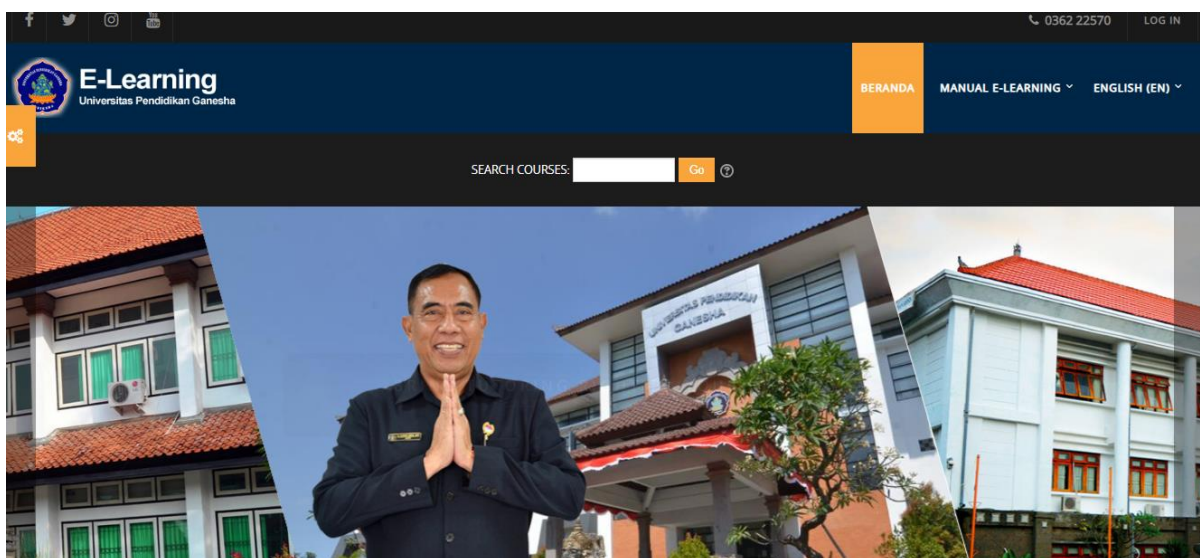 0362 22570 LOG IN
E-Learning
Universitas Pendidikan Ganesha
BERANDA MANUAL E-LEARNING ENGLISH (EN)
SEARCH COURSES: Go
UNIVERSITAS PENDIDIKAN
GANESHA